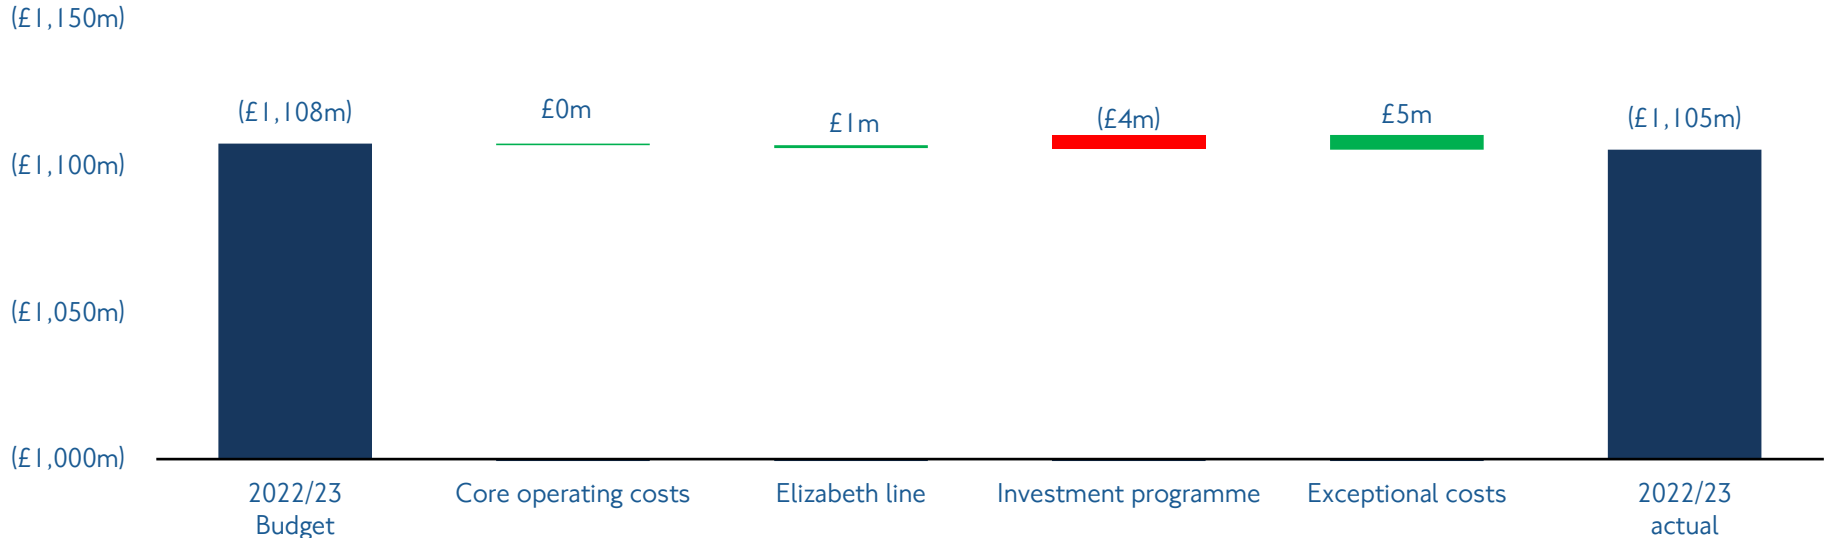 (£1,150m)
(£1,100m)
(£1,050m)
(£1,000m)
(£1,108m)
£0m
£1m
(£4m)
£5m
(£1,105m)
2022/23
Budget
Core operating costs
Elizabeth line
Investment programme
Exceptional costs
2022/23
actual